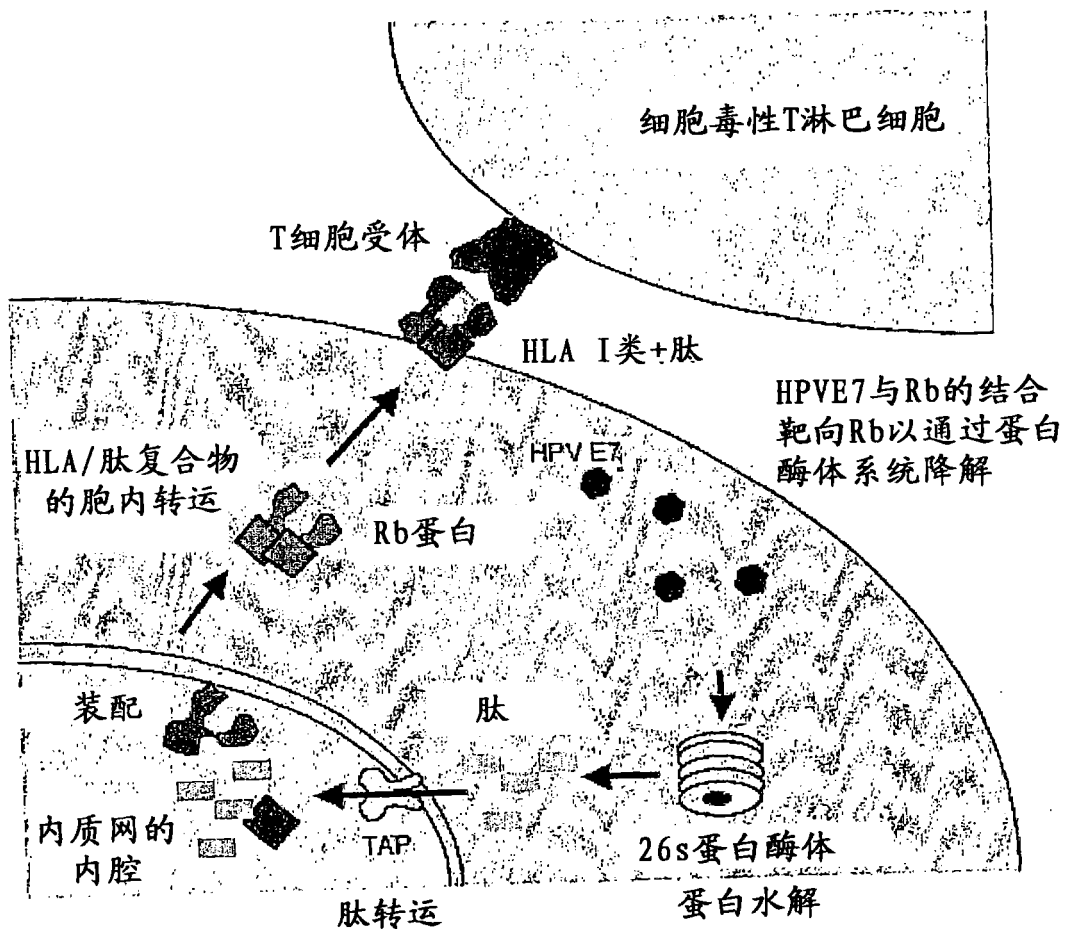 细胞毒性T淋巴细胞
T细胞受体
HLA I类+肽
HPVE7与Rb的结合
靶向Rb以通过蛋白
酶体系统降解
HPV E7
HLA/肽复合物
的胞内转运
Rb蛋白
装配
肽
内质网的
内腔
TAP
26s蛋白酶体
肽转运
蛋白水解